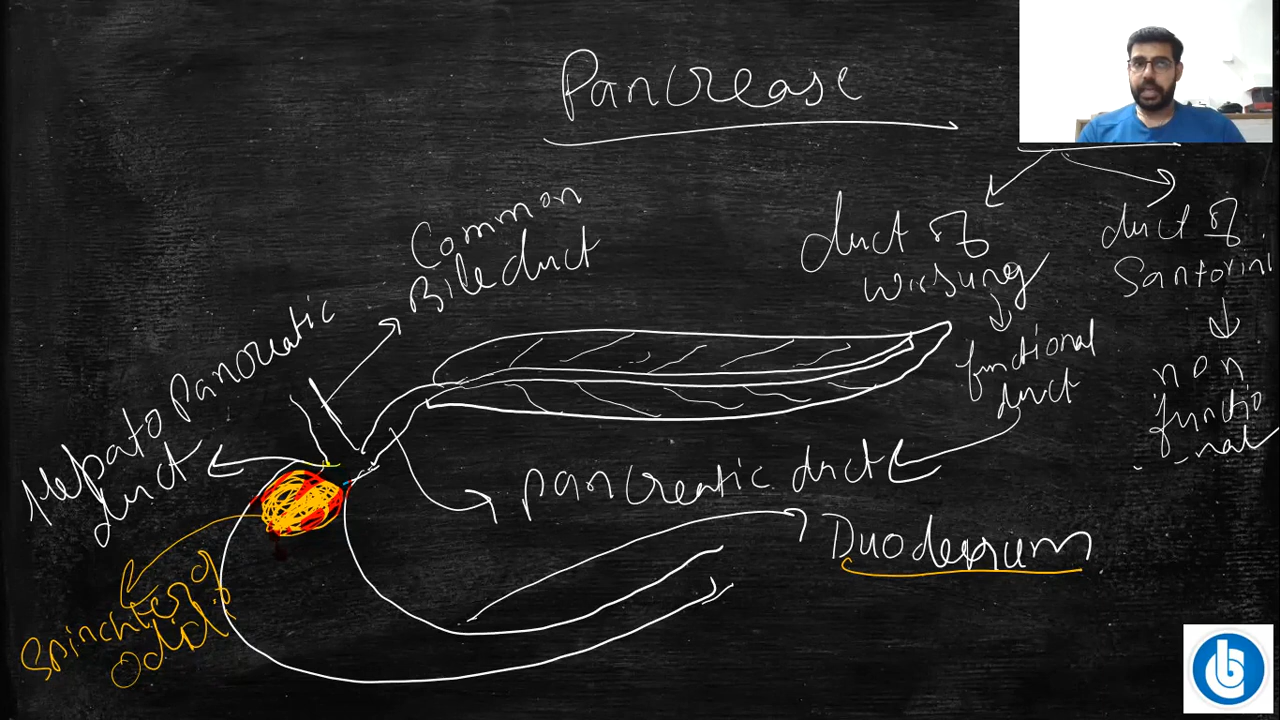 Pancrease
Common
Bile duct
Hepato Pancreatic
duct
duct of
wirsung
functional
duct
duct of
Santorini
non
functio
-nal
pancreatic duct
Duodenum
Spinchter of
Oddi